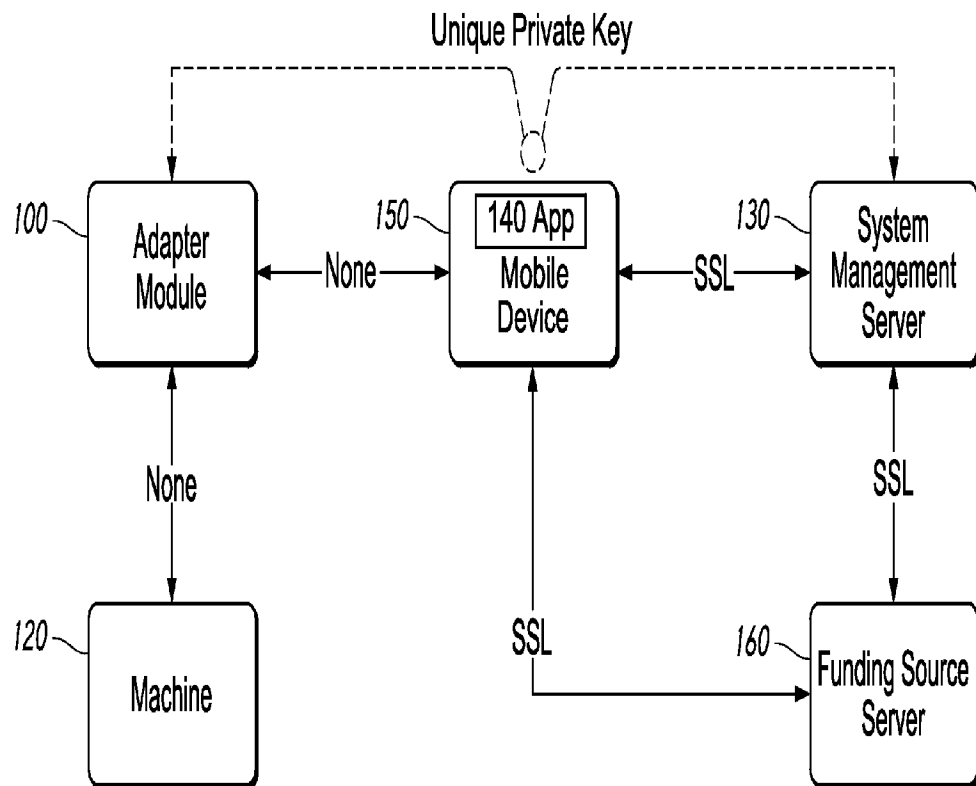 Unique Private Key
100
Adapter
Module
None
150
140 App
Mobile
Device
SSL
130
System
Management
Server
None
SSL
SSL
120
Machine
160
Funding Source
Server